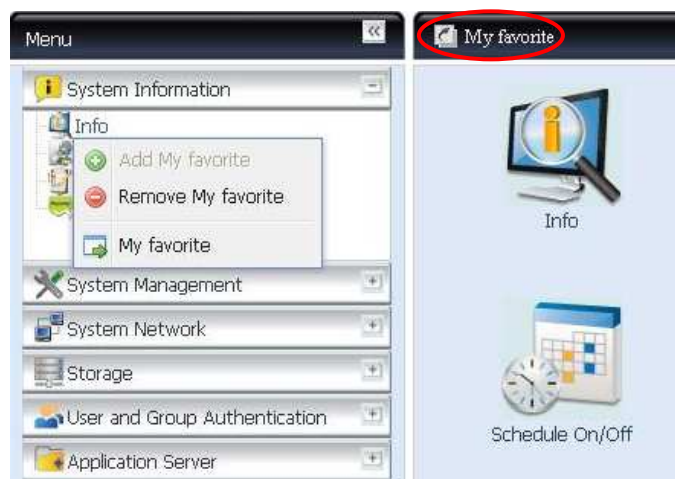 Menu
System Information
Info
Add My favorite
Remove My favorite
My favorite
System Management
System Network
Storage
User and Group Authentication
Application Server
My favorite
Info
Schedule On/Off